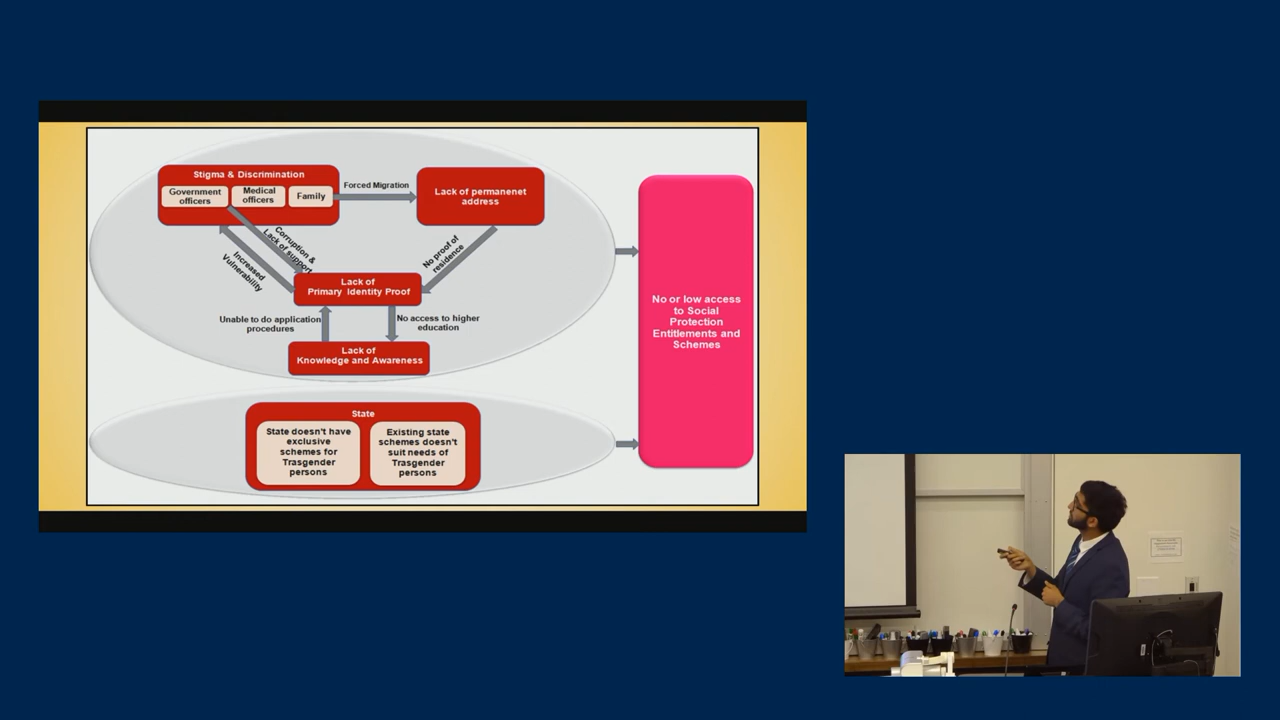 Stigma & Discrimination
Government
officers
Medical
officers
Family
Forced Migration
Lack of permanenet
address
Corruption &
Lack of support
Increased
Vulnerability
No proof of
residence
Lack of
Primary Identity Proof
Unable to do application
procedures
No access to higher
education
Lack of
Knowledge and Awareness
No or low access
to Social
Protection
Entitlements and
Schemes
State
State doesn't have
exclusive
schemes for
Trasgender
persons
Existing state
schemes doesn't
suit needs of
Trasgender
persons